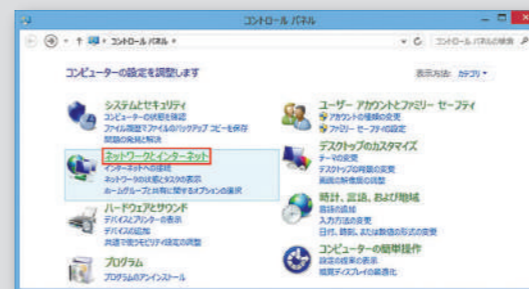 コントロール パネル
コントロール パネル
コントロール パネルの検索
コンピューターの設定を調整します
表示方法: カテゴリ
システムとセキュリティ
コンピューターの状態を確認
ファイル履歴でファイルのバックアップ コピーを保存
問題の発見と解決
ネットワークとインターネット
インターネットへの接続
ネットワークの状態とタスクの表示
ホームグループと共有に関するオプションの選択
ハードウェアとサウンド
デバイスとプリンターの表示
デバイスの追加
共通で使うモビリティ設定の調整
プログラム
プログラムのアンインストール
ユーザー アカウントとファミリー セーフティ
アカウントの種類の変更
ファミリー セーフティの設定
デスクトップのカスタマイズ
テーマの変更
デスクトップの背景の変更
画面の解像度の調整
時計、言語、および地域
言語の追加
入力方法の変更
日付、時刻、または数値の形式の変更
コンピューターの簡単操作
設定の提案の表示
視覚ディスプレイの最適化